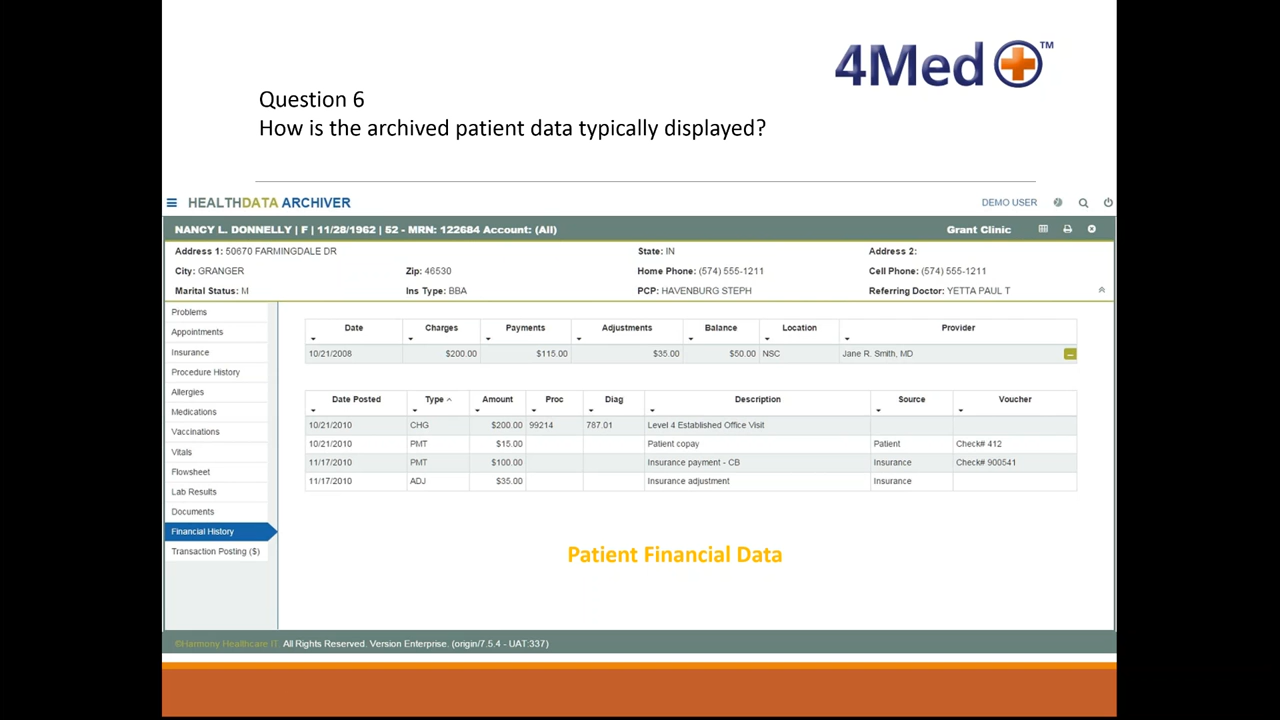 4Med TM
Question 6
How is the archived patient data typically displayed?
HEALTHDATA ARCHIVER DEMO USER
NANCY L. DONNELLY | F | 11/28/1962 | 52 - MRN: 122684 Account: (All) Grant Clinic
Address 1: 50670 FARMINGDALE DR State: IN Address 2:
City: GRANGER Zip: 46530 Home Phone: (574) 555-1211 Cell Phone: (574) 555-1211
Marital Status: M Ins Type: BBA PCP: HAVENBURG STEPH Referring Doctor: YETTA PAUL T
Problems
Appointments
Insurance
Procedure History
Allergies
Medications
Vaccinations
Vitals
Flowsheet
Lab Results
Documents
Financial History
Transaction Posting ($)
Date Charges Payments Adjustments Balance Location Provider
10/21/2008 $200.00 $115.00 $35.00 $50.00 NSC Jane R. Smith, MD
Date Posted Type Amount Proc Diag Description Source Voucher
10/21/2010 CHG $200.00 99214 787.01 Level 4 Established Office Visit
10/21/2010 PMT $15.00 Patient copay Patient Check# 412
11/17/2010 PMT $100.00 Insurance payment - CB Insurance Check# 900541
11/17/2010 ADJ $35.00 Insurance adjustment Insurance
Patient Financial Data
©Harmony Healthcare IT. All Rights Reserved. Version Enterprise. (origin/7.5.4 - UAT:337)